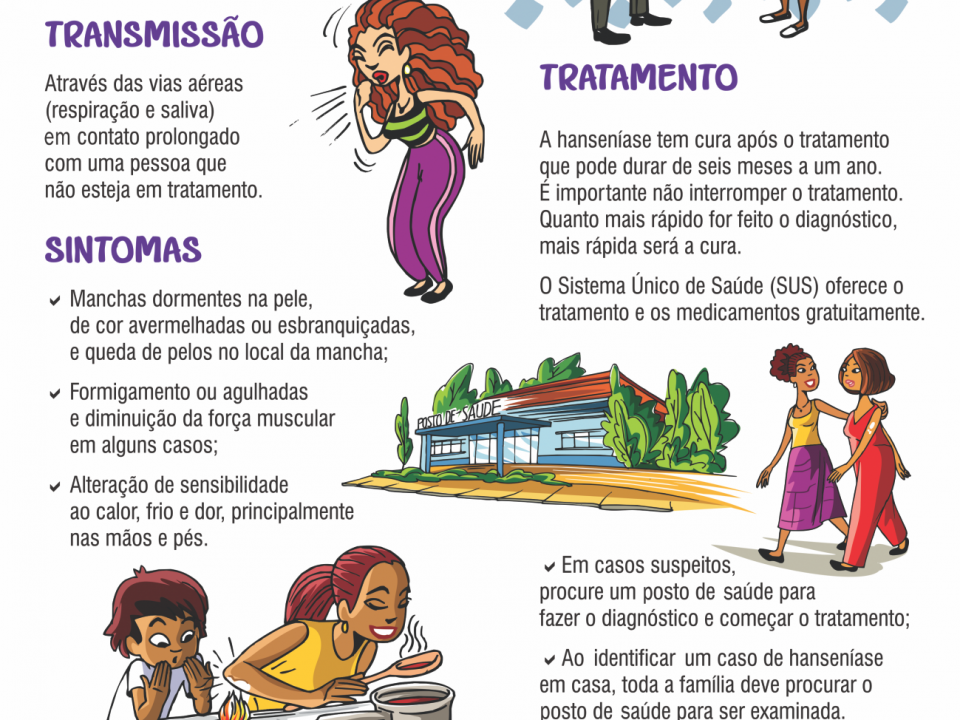 TRANSMISSÃO
Através das vias aéreas
(respiração e saliva)
em contato prolongado
com uma pessoa que
não esteja em tratamento.
SINTOMAS
Manchas dormentes na pele,
de cor avermelhadas ou esbranquiçadas,
e queda de pelos no local da mancha;
Formigamento ou agulhadas
e diminuição da força muscular
em alguns casos;
Alteração de sensibilidade
ao calor, frio e dor, principalmente
nas mãos e pés.
TRATAMENTO
A hanseníase tem cura após o tratamento
que pode durar de seis meses a um ano.
É importante não interromper o tratamento.
Quanto mais rápido for feito o diagnóstico,
mais rápida será a cura.
O Sistema Único de Saúde (SUS) oferece o
tratamento e os medicamentos gratuitamente.
POSTO DE SAÚDE
Em casos suspeitos,
procure um posto de saúde para
fazer o diagnóstico e começar o tratamento;
Ao identificar um caso de hanseníase
em casa, toda a família deve procurar o
posto de saúde para ser examinada.